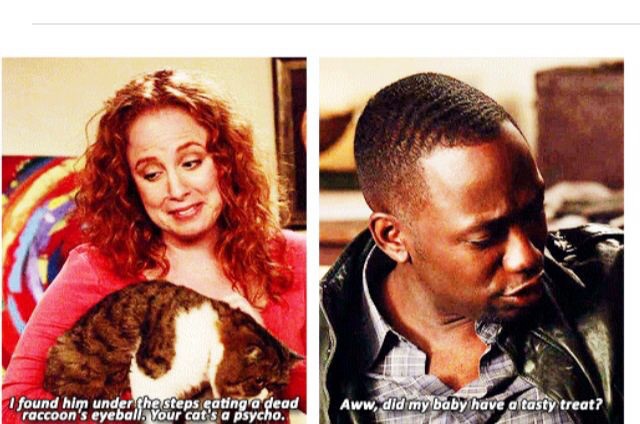 I found him under the steps eating a dead
raccoon's eyeball. Your cat's a psycho.
Aww, did my baby have a tasty treat?